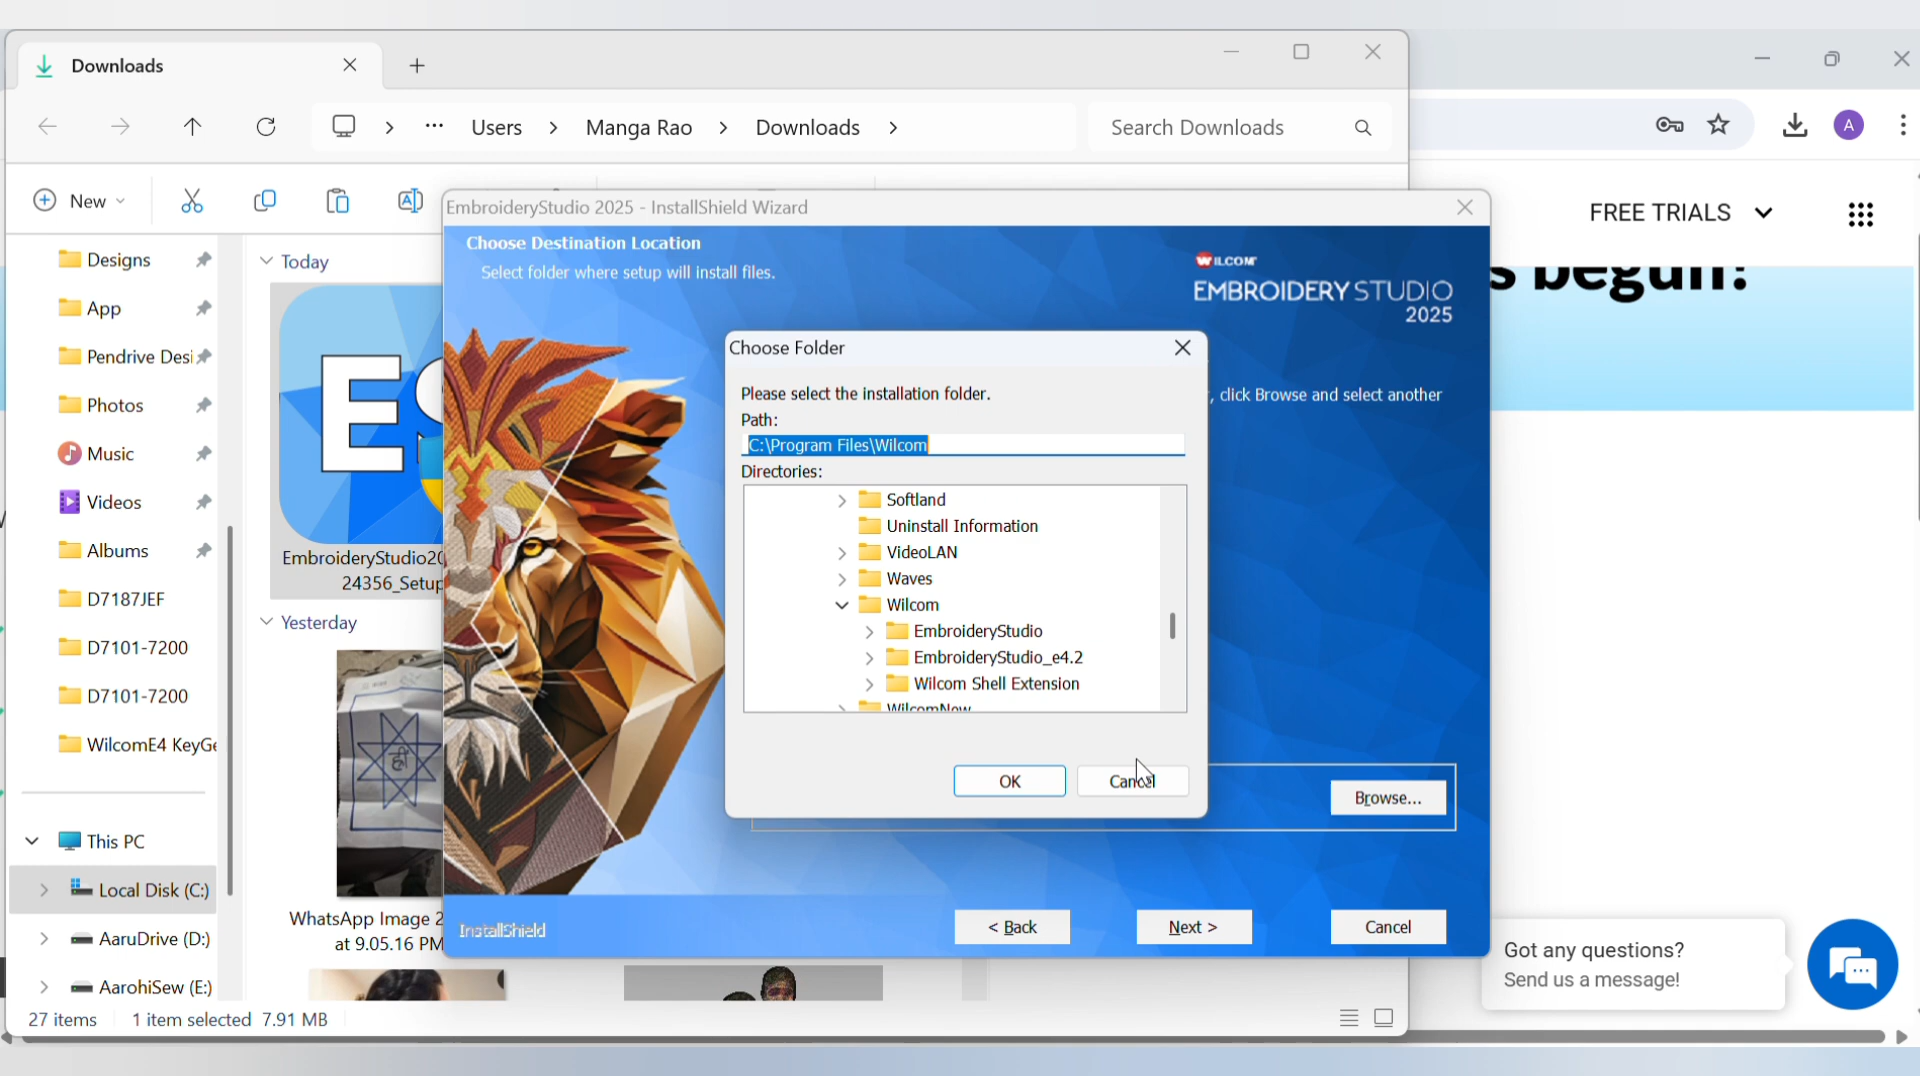 Downloads
Users
Manga Rao
Downloads
Search Downloads
A
New
A
FREE TRIALS
EmbroideryStudio 2025 - InstallShield Wizard
Choose Destination Location
Select folder where setup will install files.
WILCOM
EMBROIDERY STUDIO
2025
begun!
Designs
App
Pendrive Desi
Photos
Music
Videos
Albums
D7187JEF
D7101-7200
D7101-7200
WilcomE4 KeyGe
This PC
Local Disk (C:)
AaruDrive (D:)
AarohiSew (E:)
Today
ES
EmbroideryStudio20
24356_Setup
Yesterday
ह्रीं
WhatsApp Image 2
at 9.05.16 PM
Choose Folder
, click Browse and select another
Please select the installation folder.
Path:
C:\Program Files\Wilcom
Directories:
Softland
Uninstall Information
VideoLAN
Waves
Wilcom
EmbroideryStudio
EmbroideryStudio_e4.2
Wilcom Shell Extension
WilcomNow
OK
Cancel
Browse...
InstallShield
< Back
Next >
Cancel
Got any questions?
Send us a message!
27 items
1 item selected 7.91 MB